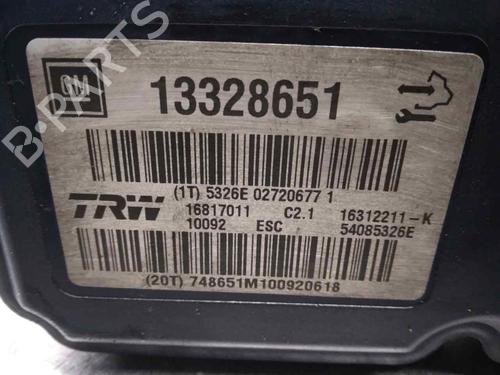 GM
13328651
(1T) 5326E 02720677 1
TRW
16817011 C2.1 16312211-K
10092 ESC 54085326E
(20T) 748651M100920618
B-PARTS